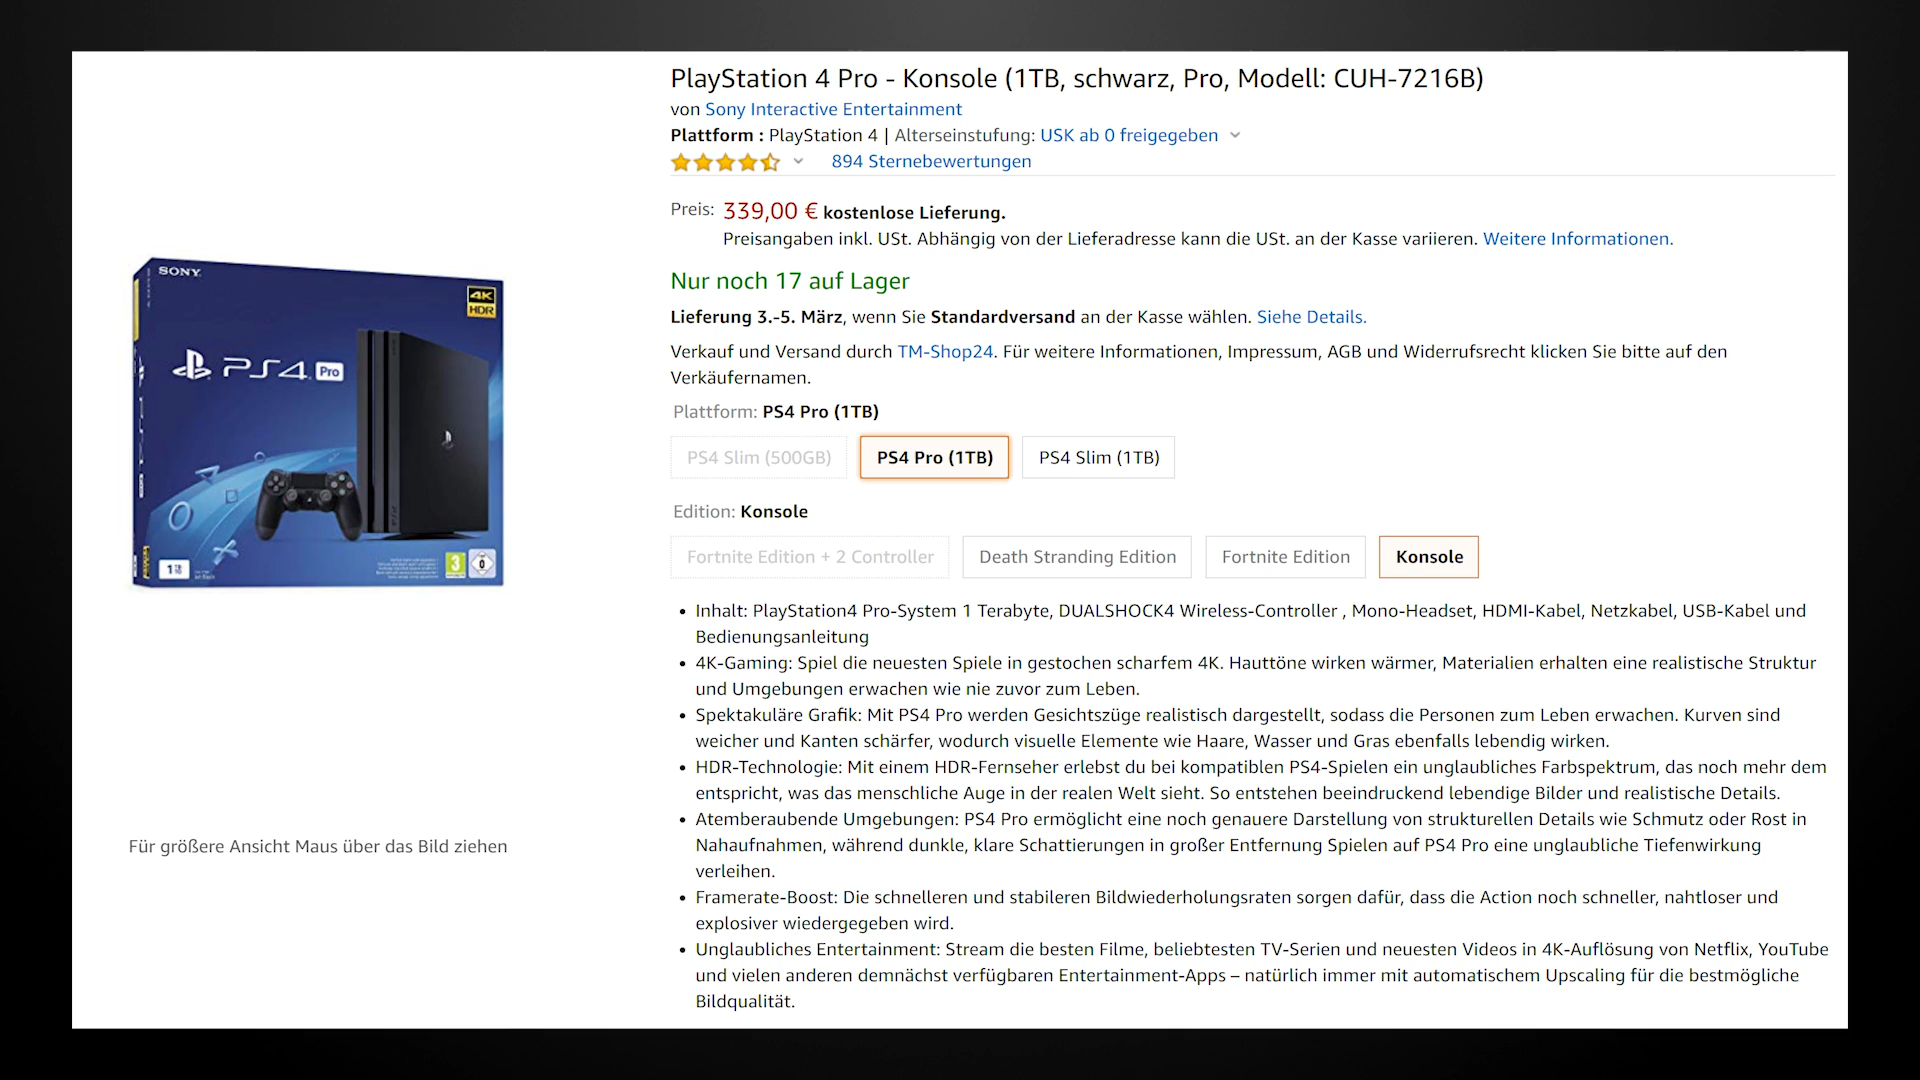 PlayStation 4 Pro - Konsole (1TB, schwarz, Pro, Modell: CUH-7216B)
von Sony Interactive Entertainment
Plattform : PlayStation 4 | Alterseinstufung: USK ab 0 freigegeben
894 Sternebewertungen
Preis: 339,00 € kostenlose Lieferung.
Preisangaben inkl. USt. Abhängig von der Lieferadresse kann die USt. an der Kasse variieren. Weitere Informationen.
Nur noch 17 auf Lager
Lieferung 3.-5. März, wenn Sie Standardversand an der Kasse wählen. Siehe Details.
Verkauf und Versand durch TM-Shop24. Für weitere Informationen, Impressum, AGB und Widerrufsrecht klicken Sie bitte auf den
Verkäufernamen.
Plattform: PS4 Pro (1TB)
PS4 Slim (500GB) PS4 Pro (1TB) PS4 Slim (1TB)
Edition: Konsole
Fortnite Edition + 2 Controller Death Stranding Edition Fortnite Edition Konsole
• Inhalt: PlayStation4 Pro-System 1 Terabyte, DUALSHOCK4 Wireless-Controller , Mono-Headset, HDMI-Kabel, Netzkabel, USB-Kabel und
Bedienungsanleitung
• 4K-Gaming: Spiel die neuesten Spiele in gestochen scharfem 4K. Hauttöne wirken wärmer, Materialien erhalten eine realistische Struktur
und Umgebungen erwachen wie nie zuvor zum Leben.
• Spektakuläre Grafik: Mit PS4 Pro werden Gesichtszüge realistisch dargestellt, sodass die Personen zum Leben erwachen. Kurven sind
weicher und Kanten schärfer, wodurch visuelle Elemente wie Haare, Wasser und Gras ebenfalls lebendig wirken.
• HDR-Technologie: Mit einem HDR-Fernseher erlebst du bei kompatiblen PS4-Spielen ein unglaubliches Farbspektrum, das noch mehr dem
entspricht, was das menschliche Auge in der realen Welt sieht. So entstehen beeindruckend lebendige Bilder und realistische Details.
• Atemberaubende Umgebungen: PS4 Pro ermöglicht eine noch genauere Darstellung von strukturellen Details wie Schmutz oder Rost in
Nahaufnahmen, während dunkle, klare Schattierungen in großer Entfernung Spielen auf PS4 Pro eine unglaubliche Tiefenwirkung
verleihen.
• Framerate-Boost: Die schnelleren und stabileren Bildwiederholungsraten sorgen dafür, dass die Action noch schneller, nahtloser und
explosiver wiedergegeben wird.
• Unglaubliches Entertainment: Stream die besten Filme, beliebtesten TV-Serien und neuesten Videos in 4K-Auflösung von Netflix, YouTube
und vielen anderen demnächst verfügbaren Entertainment-Apps – natürlich immer mit automatischem Upscaling für die bestmögliche
Bildqualität.
SONY
4K
HDR
PS4 Pro
1TB
3
0
Für größere Ansicht Maus über das Bild ziehen